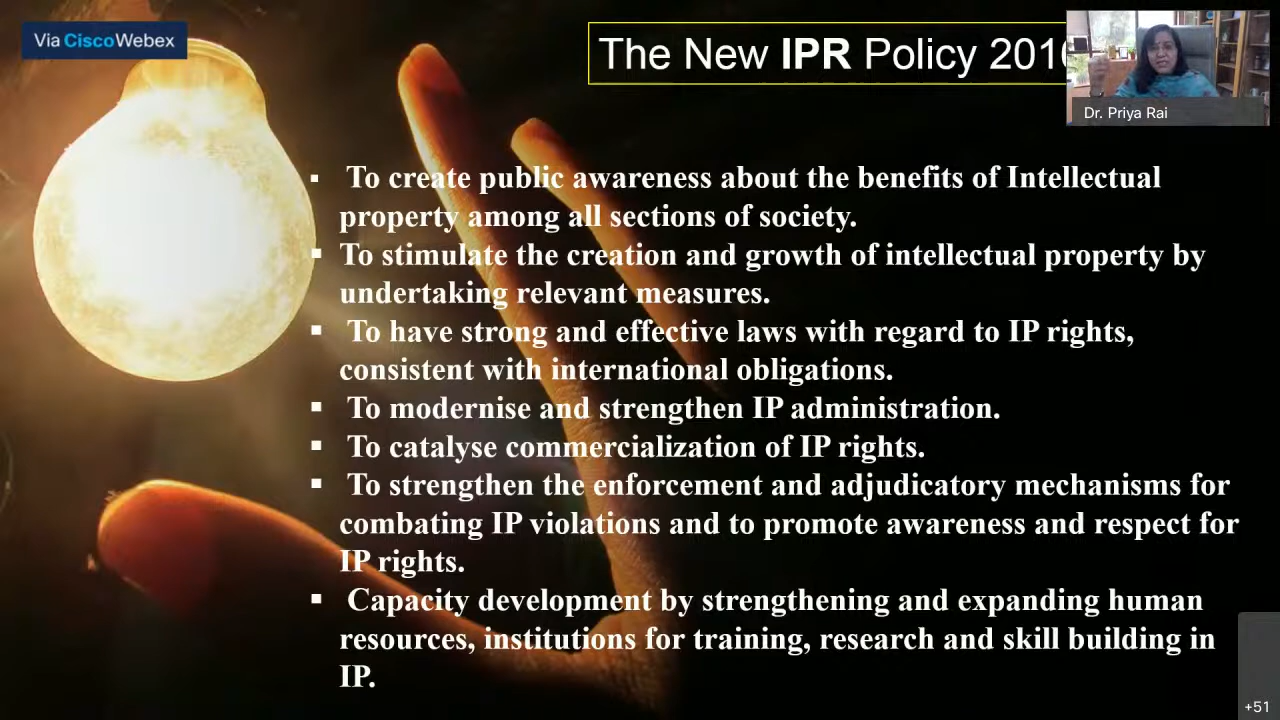 Via Cisco Webex
The New IPR Policy 201
Dr. Priya Rai
▪ To create public awareness about the benefits of Intellectual
property among all sections of society.
▪ To stimulate the creation and growth of intellectual property by
undertaking relevant measures.
▪ To have strong and effective laws with regard to IP rights,
consistent with international obligations.
▪ To modernise and strengthen IP administration.
▪ To catalyse commercialization of IP rights.
▪ To strengthen the enforcement and adjudicatory mechanisms for
combating IP violations and to promote awareness and respect for
IP rights.
▪ Capacity development by strengthening and expanding human
resources, institutions for training, research and skill building in
IP.
+51